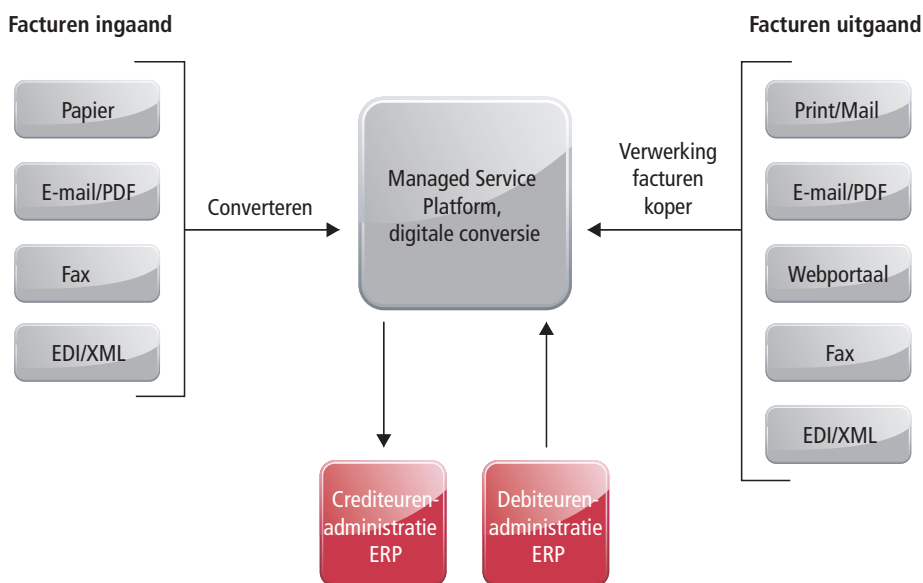 Facturen ingaand
Papier
E-mail/PDF
Fax
EDI/XML
Converteren
Managed Service
Platform,
digitale conversie
Crediteuren-
administratie
ERP
Debiteuren-
administratie
ERP
Verwerking
facturen
koper
Facturen uitgaand
Print/Mail
E-mail/PDF
Webportaal
Fax
EDI/XML